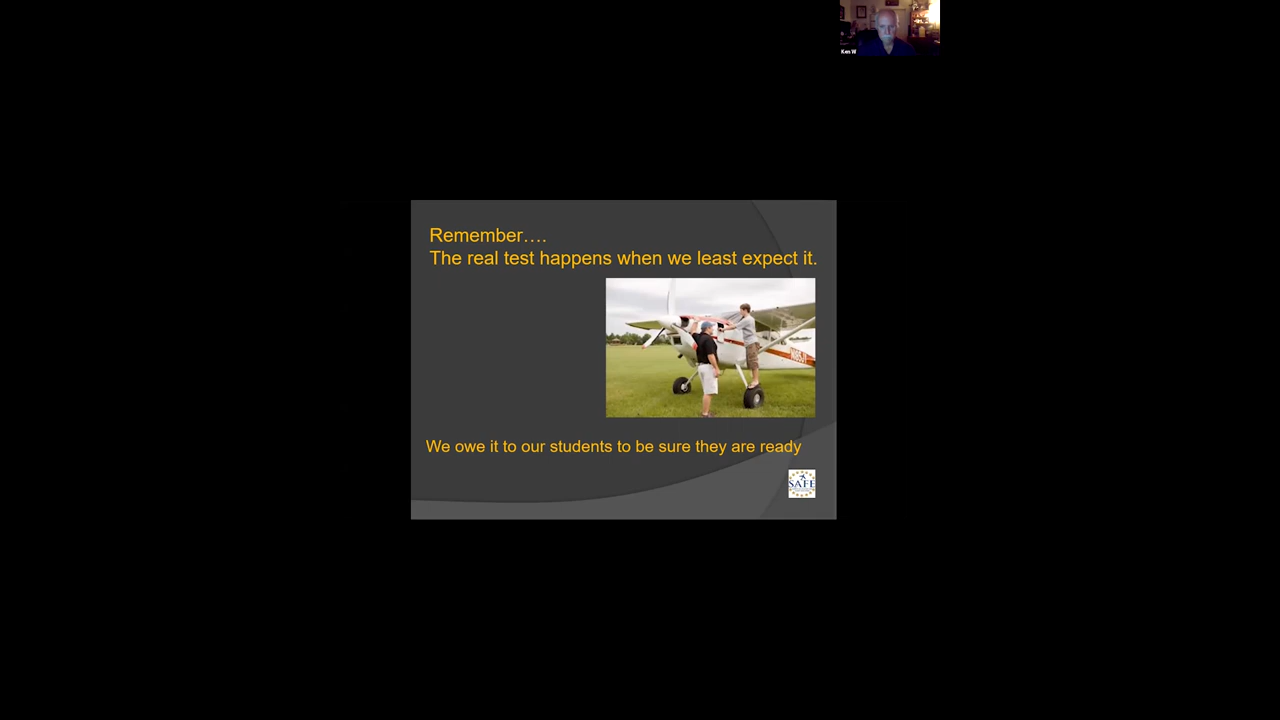 Ken W
Remember….
The real test happens when we least expect it.
We owe it to our students to be sure they are ready
SAFE